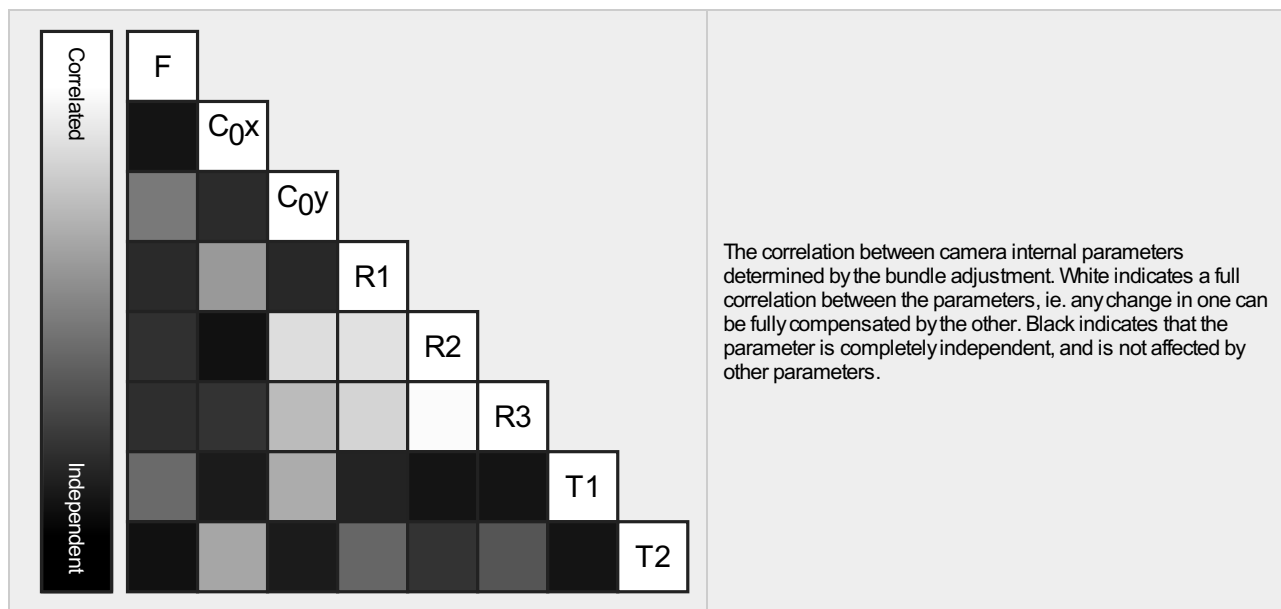 Correlated
Independent
F
C0x
C0y
R1
R2
R3
T1
T2
The correlation between camera internal parameters
determined by the bundle adjustment. White indicates a full
correlation between the parameters, ie. any change in one can
be fully compensated by the other. Black indicates that the
parameter is completely independent, and is not affected by
other parameters.